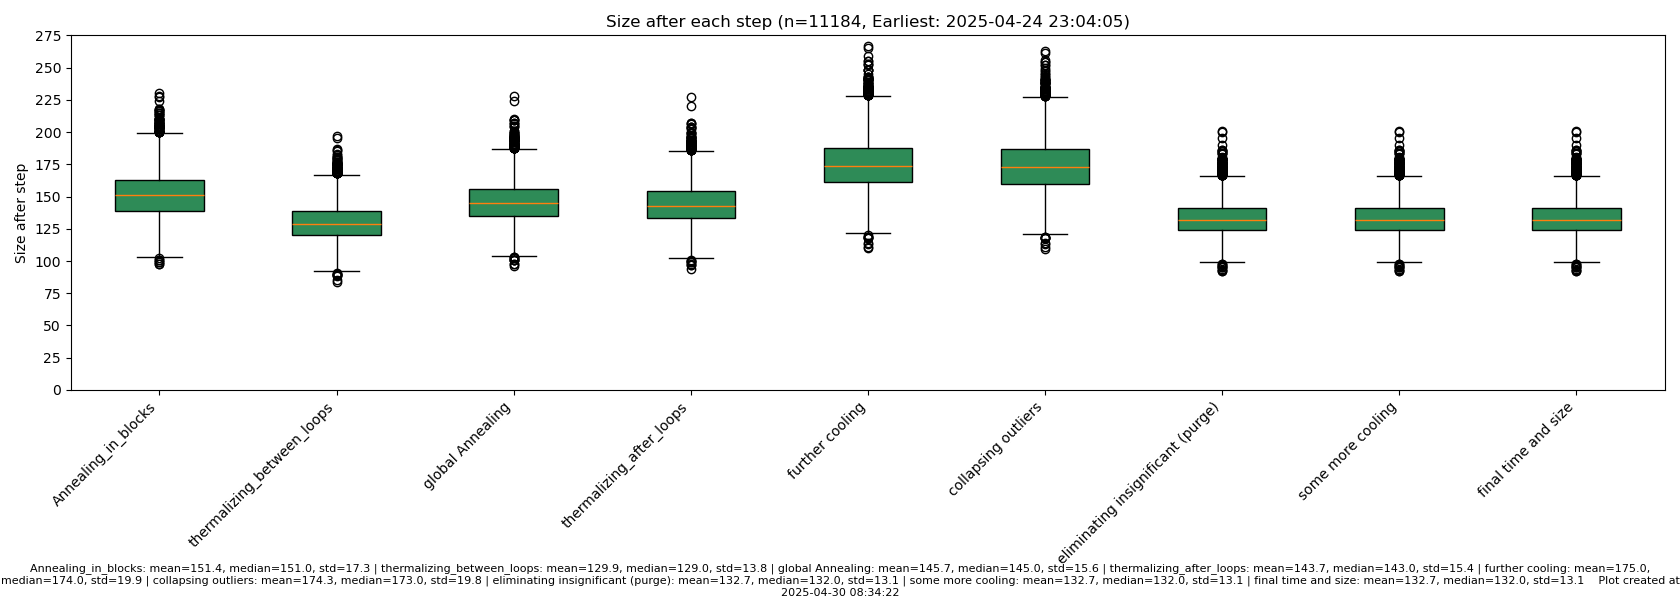 Size after each step (n=11184, Earliest: 2025-04-24 23:04:05)
275
250
225
200
175
150
125
100
75
50
25
0
Size after step
Annealing_in_blocks
thermalizing_between_loops
global Annealing
thermalizing_after_loops
further cooling
collapsing outliers
eliminating insignificant (purge)
some more cooling
final time and size
Annealing_in_blocks: mean=151.4, median=151.0, std=17.3 | thermalizing_between_loops: mean=129.9, median=129.0, std=13.8 | global Annealing: mean=145.7, median=145.0, std=15.6 | thermalizing_after_loops: mean=143.7, median=143.0, std=15.4 | further cooling: mean=175.0,
median=174.0, std=19.9 | collapsing outliers: mean=174.3, median=173.0, std=19.8 | eliminating insignificant (purge): mean=132.7, median=132.0, std=13.1 | some more cooling: mean=132.7, median=132.0, std=13.1 | final time and size: mean=132.7, median=132.0, std=13.1 Plot created at
2025-04-30 08:34:22